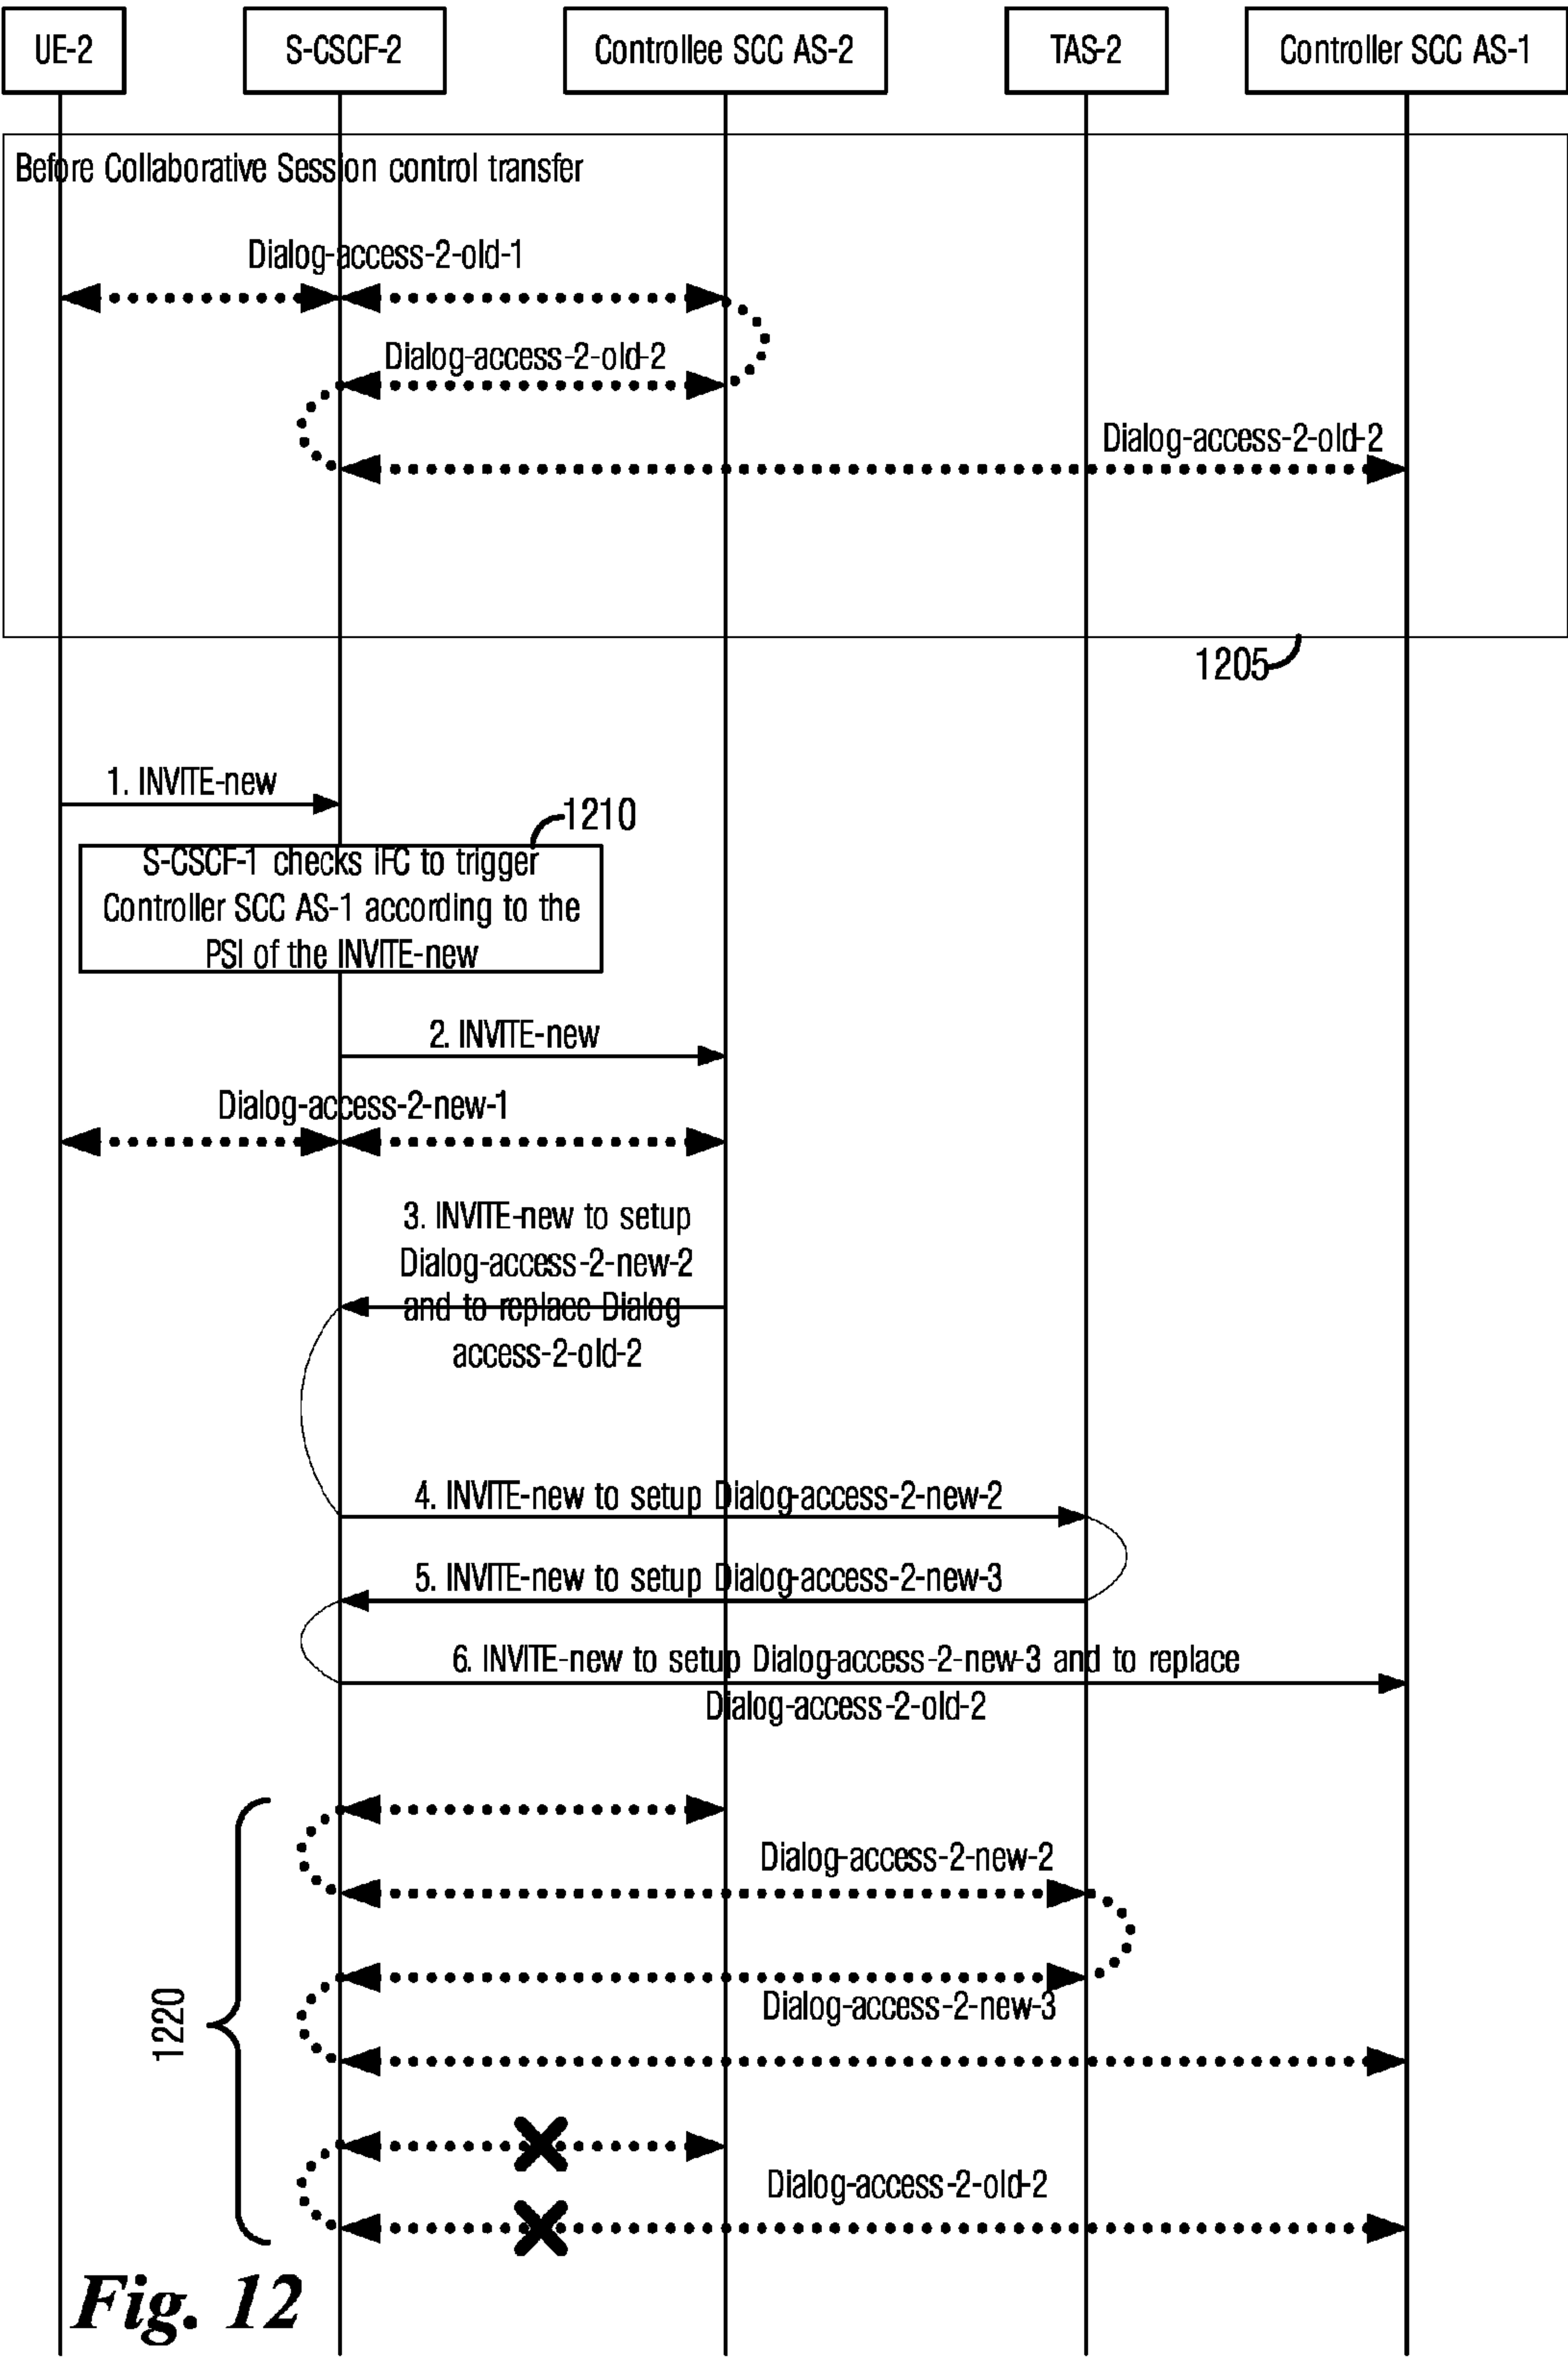 UE-2
S-CSCF-2
Controllee SCC AS-2
TAS-2
Controller SCC AS-1
Before Collaborative Session control transfer
Dialog-access-2-old-1
Dialog-access-2-old-2
Dialog-access-2-old-2
1205
1. INVITE-new
1210
S-CSCF-1 checks iFC to trigger
Controller SCC AS-1 according to the
PSI of the INVITE-new
2. INVITE-new
Dialog-access-2-new-1
3. INVITE-new to setup
Dialog-access-2-new-2
and to replace Dialog
access-2-old-2
4. INVITE-new to setup Dialog-access-2-new-2
5. INVITE-new to setup Dialog-access-2-new-3
6. INVITE-new to setup Dialog-access-2-new-3 and to replace
Dialog-access-2-old-2
Dialog-access-2-new-2
1220
Dialog-access-2-new-3
Dialog-access-2-old-2
Fig. 12